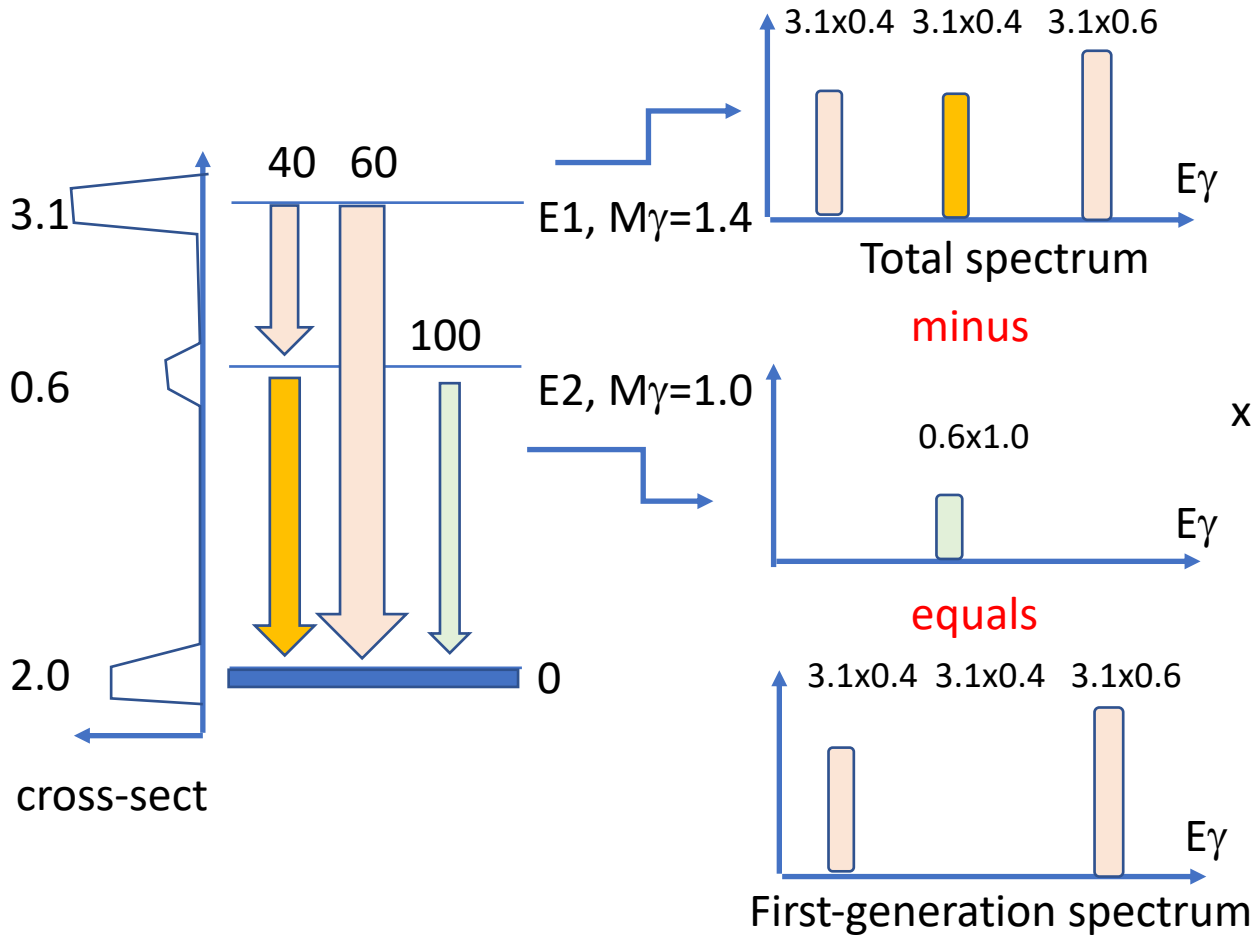 3.1x0.4 3.1x0.4 3.1x0.6
40 60
3.1
E1, Mγ=1.4
Eγ
Total spectrum
minus
100
0.6
E2, Mγ=1.0
x
0.6x1.0
Eγ
equals
2.0
0
3.1x0.4 3.1x0.4 3.1x0.6
cross-sect
Eγ
First-generation spectrum